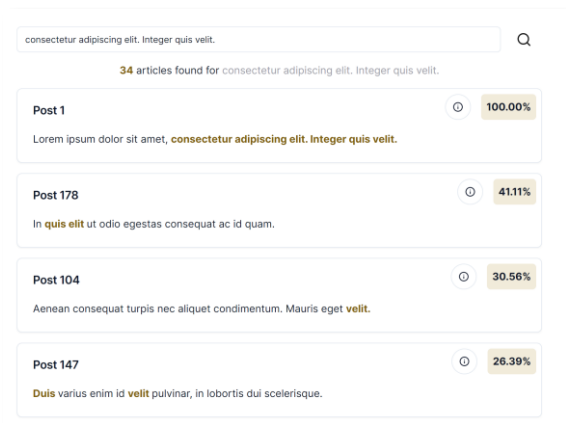 consectetur adipiscing elit. Integer quis velit.
34 articles found for consectetur adipiscing elit. Integer quis velit.
Post 1
100.00%
Lorem ipsum dolor sit amet, consectetur adipiscing elit. Integer quis velit.
Post 178
41.11%
In quis elit ut odio egestas consequat ac id quam.
Post 104
30.56%
Aenean consequat turpis nec aliquet condimentum. Mauris eget velit.
Post 147
26.39%
Duis varius enim id velit pulvinar, in lobortis dui scelerisque.